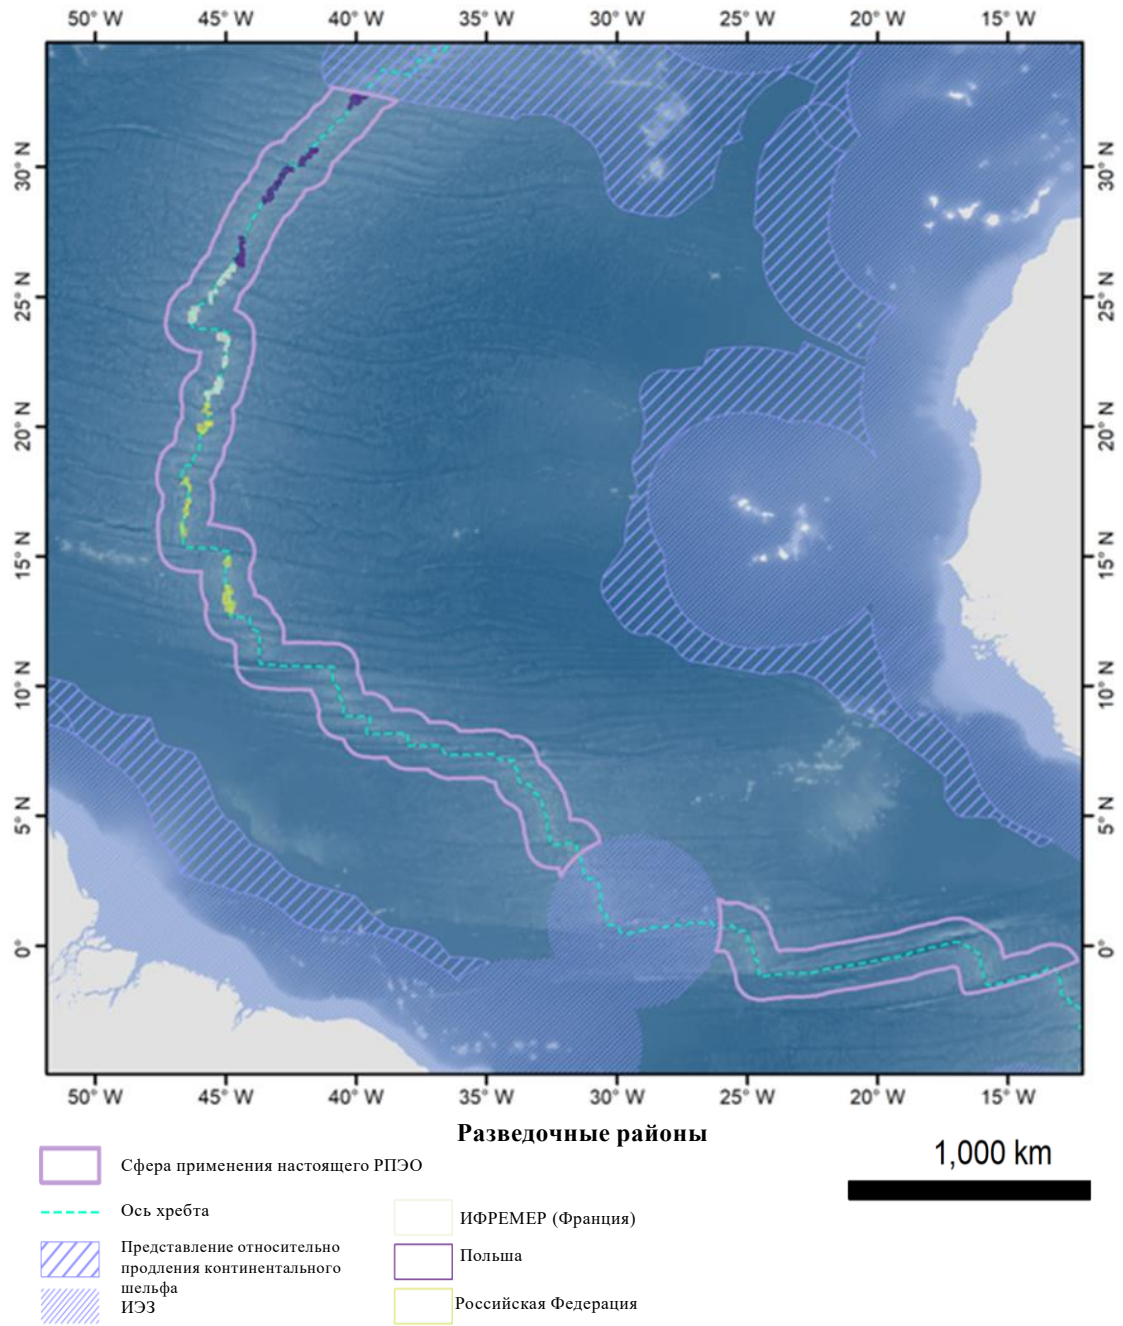 50° W 45° W 40° W 35° W 30° W 25° W 20° W 15° W
30° N 30° N
25° N 25° N
20° N 20° N
15° N 15° N
10° N 10° N
5° N 5° N
0° 0°
50° W 45° W 40° W 35° W 30° W 25° W 20° W 15° W
Разведочные районы
1,000 km
Сфера применения настоящего РПЭО
Ось хребта
Представление относительно
продления континентального
шельфа
ИЭЗ
ИФРЕМЕР (Франция)
Польша
Российская Федерация